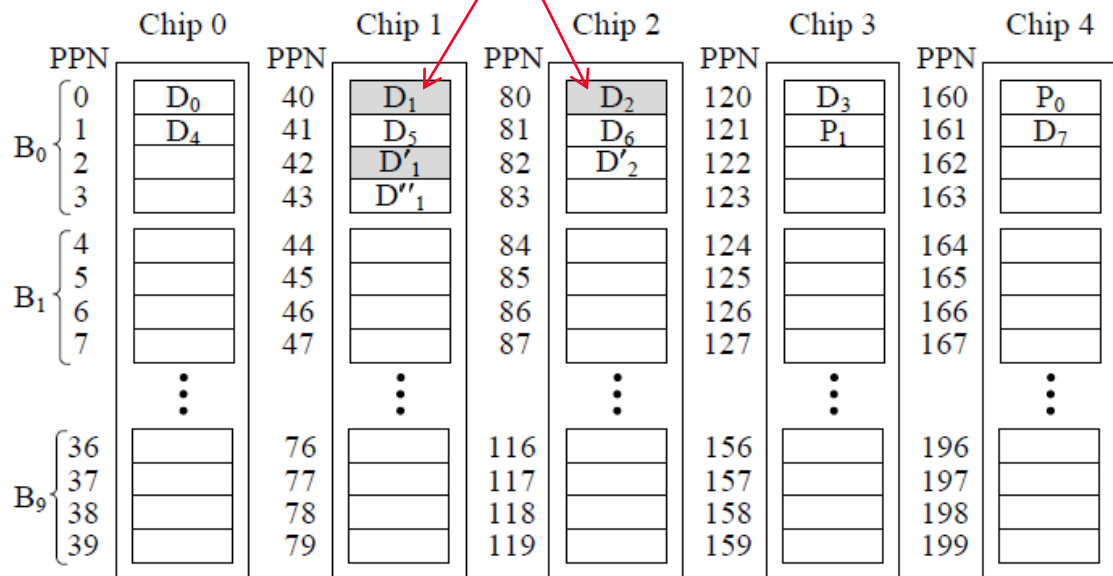 Chip 0 Chip 1 Chip 2 Chip 3 Chip 4
PPN PPN PPN PPN PPN
0 D₀ 40 D₁ 80 D₂ 120 D₃ 160 P₀
1 D₄ 41 D₅ 81 D₆ 121 P₁ 161 D₇
B₀
2 42 D′₁ 82 D′₂ 122 162
3 43 D″₁ 83 123 163
4 44 84 124 164
5 45 85 125 165
B₁
6 46 86 126 166
7 47 87 127 167
36 76 116 156 196
37 77 117 157 197
B₉
38 78 118 158 198
39 79 119 159 199